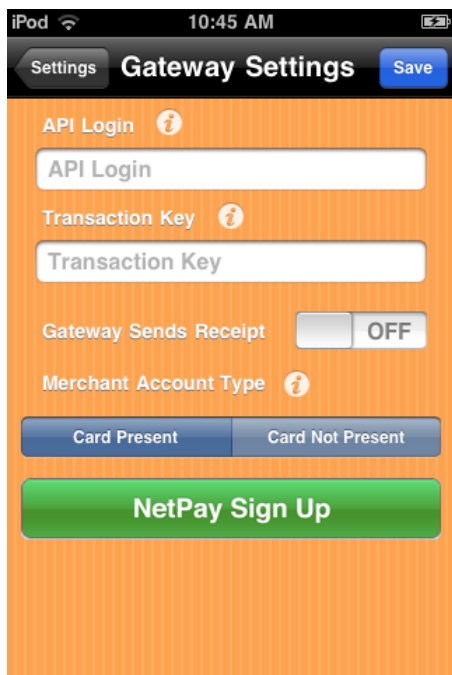 iPod 10:45 AM
Settings Gateway Settings Save
API Login i
API Login
Transaction Key i
Transaction Key
Gateway Sends Receipt OFF
Merchant Account Type i
Card Present Card Not Present
NetPay Sign Up